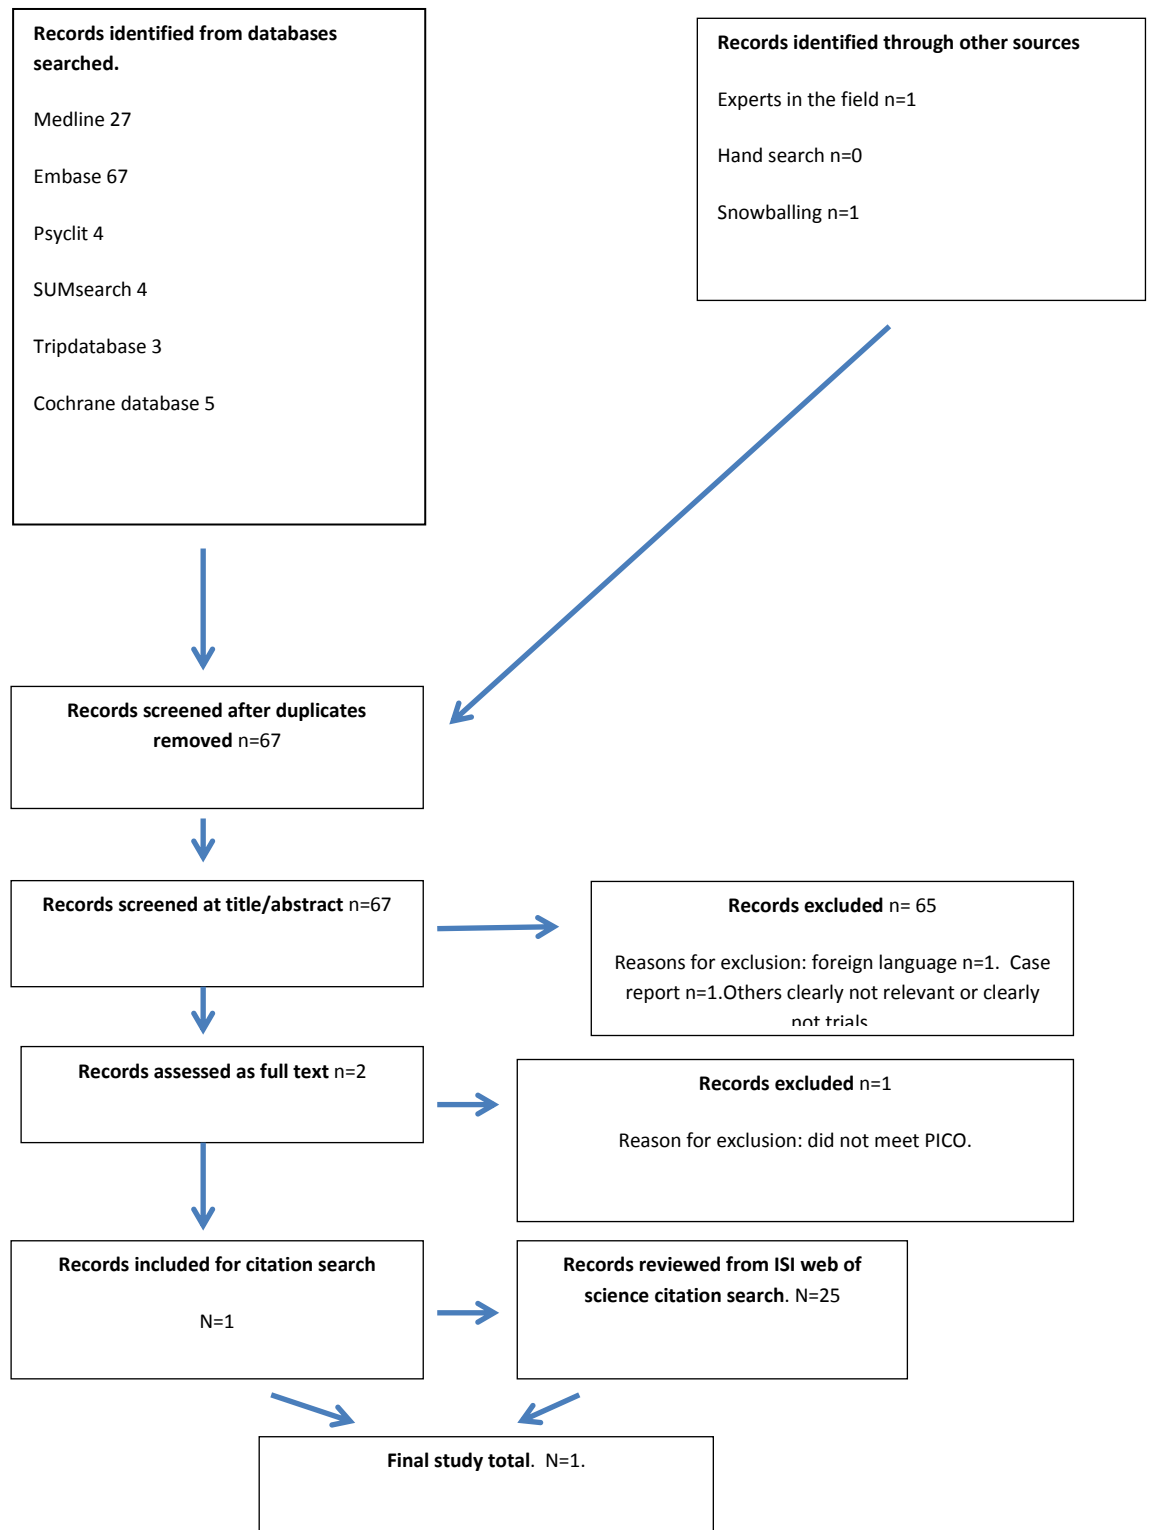 Records identified from databases
searched.
Medline 27
Embase 67
Psyclit 4
SUMsearch 4
Tripdatabase 3
Cochrane database 5
Records identified through other sources
Experts in the field n=1
Hand search n=0
Snowballing n=1
Records screened after duplicates
removed n=67
Records screened at title/abstract n=67
Records excluded n= 65
Reasons for exclusion: foreign language n=1.  Case
report n=1.Others clearly not relevant or clearly
not trials
Records assessed as full text n=2
Records excluded n=1
Reason for exclusion: did not meet PICO.
Records included for citation search
N=1
Records reviewed from ISI web of
science citation search. N=25
Final study total.  N=1.